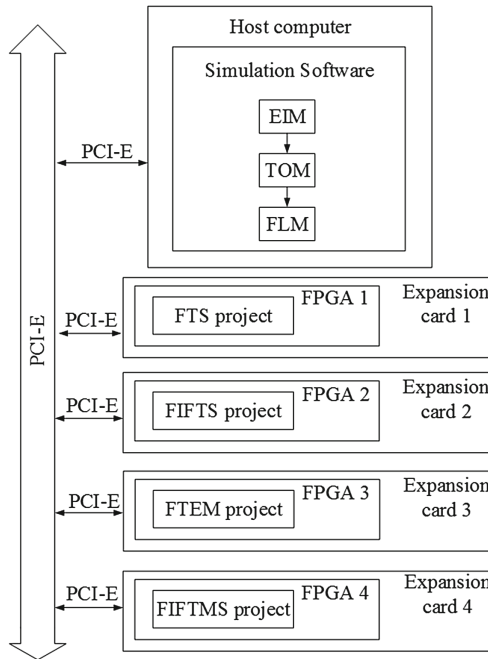 Host computer
Simulation Software
EIM
TOM
FLM
PCI-E
PCI-E
PCI-E
FTS project
FPGA 1
Expansion
card 1
PCI-E
FIFTS project
FPGA 2
Expansion
card 2
PCI-E
FTEM project
FPGA 3
Expansion
card 3
PCI-E
FIFTMS project
FPGA 4
Expansion
card 4